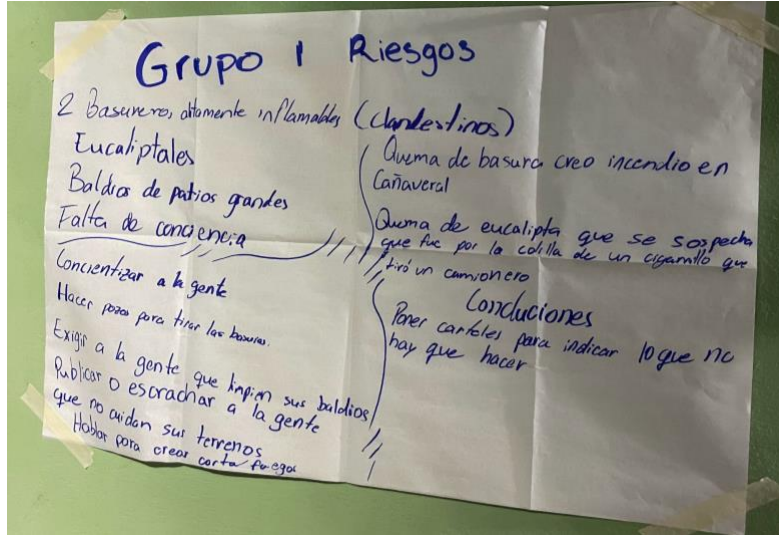 Grupo 1 Riesgos
2 Basureros altamente inflamables (clandestinos)
Eucaliptales
Baldios de patios grandes
Falta de conciencia
Quema de basura creo incendio en
Cañaveral
Quema de eucalipta que se sospecha
que fue por la colilla de un cigarrillo que
tiró un camionero
Concientizar a la gente
Hacer pozos para tirar las basuras.
Exigir a la gente que limpien sus baldios
Publicar o escrachar a la gente
que no cuidan sus terrenos
Hablar para crear corta fuegos
Concluciones
Poner carteles para indicar lo que no
hay que hacer